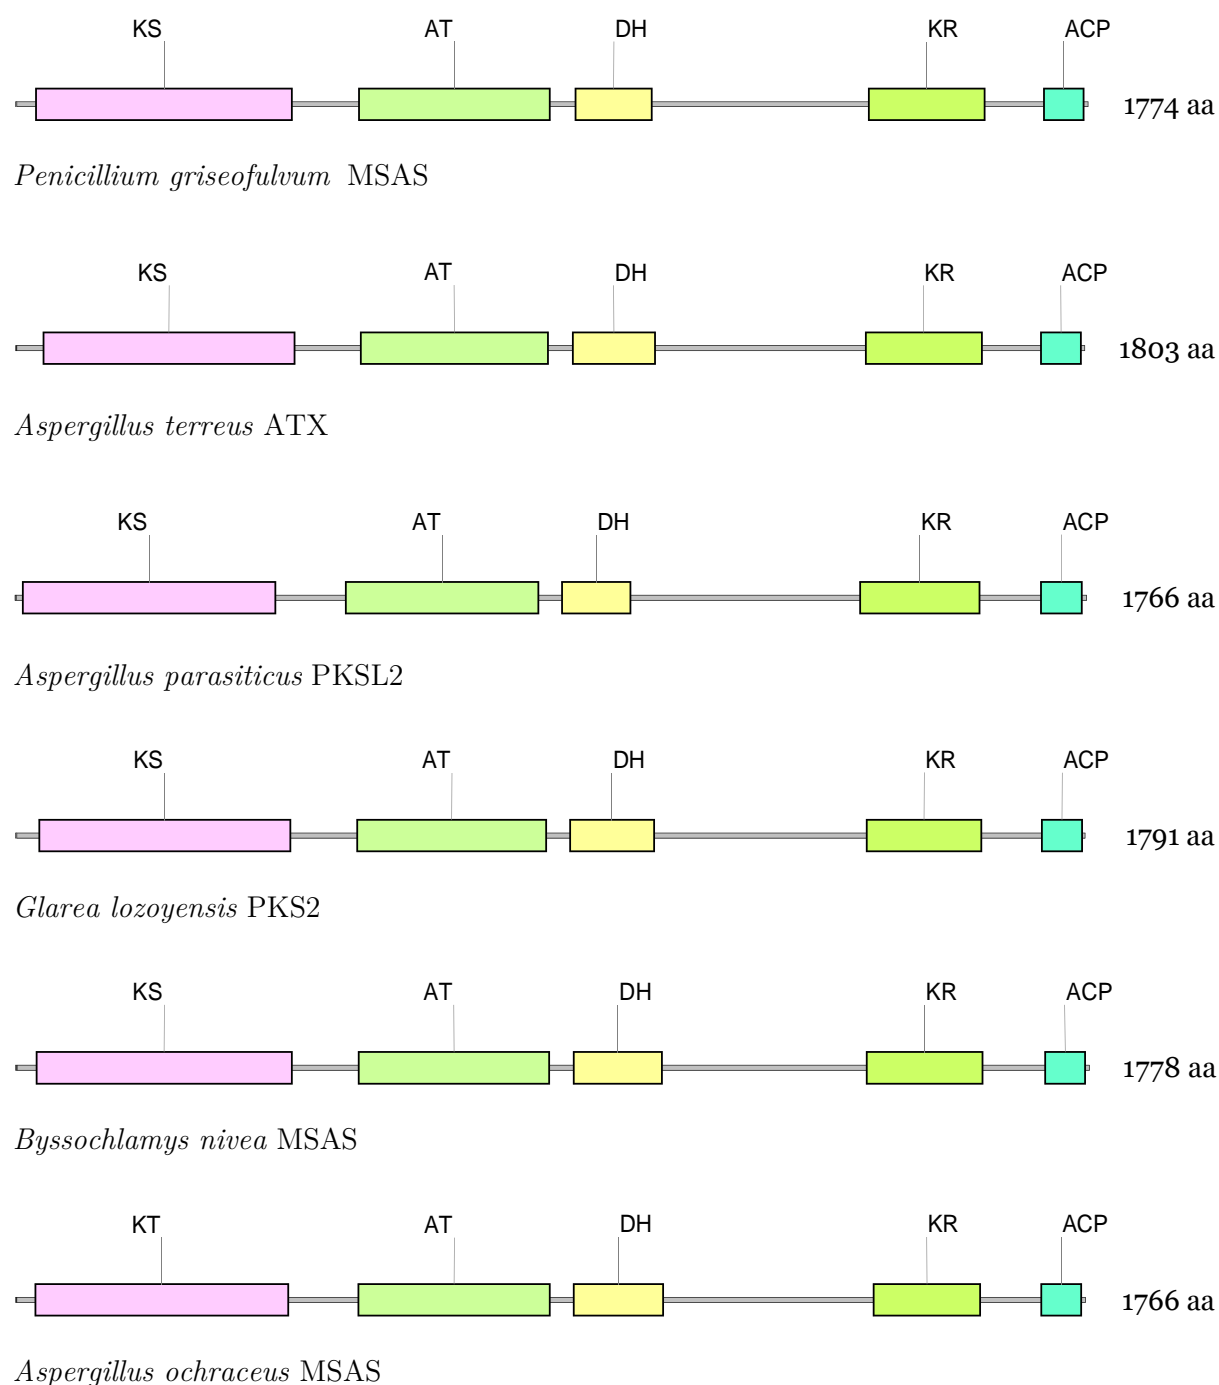 KS AT DH KR ACP
1774 aa
Penicillium griseofulvum MSAS
KS AT DH KR ACP
1803 aa
Aspergillus terreus ATX
KS AT DH KR ACP
1766 aa
Aspergillus parasiticus PKSL2
KS AT DH KR ACP
1791 aa
Glarea lozoyensis PKS2
KS AT DH KR ACP
1778 aa
Byssochlamys nivea MSAS
KT AT DH KR ACP
1766 aa
Aspergillus ochraceus MSAS